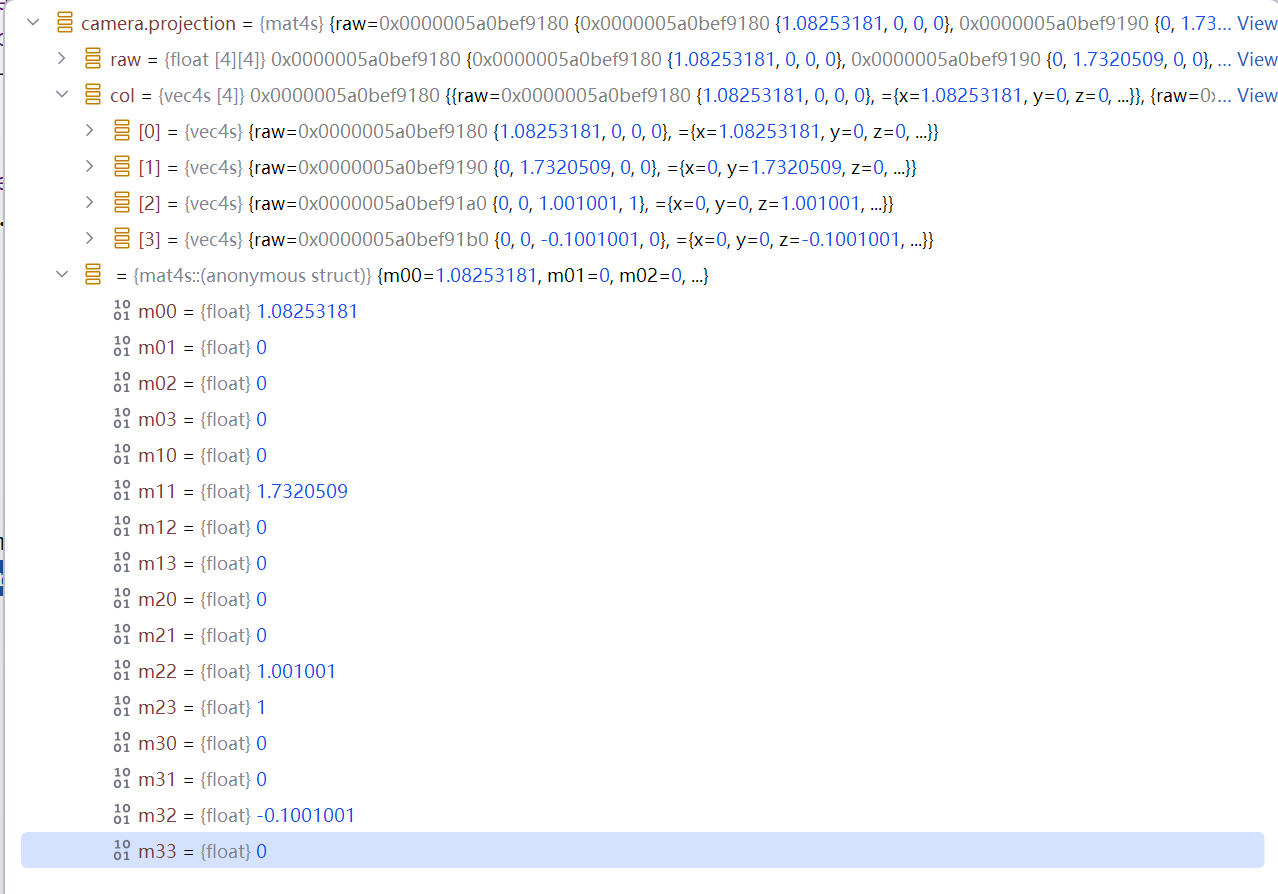 camera.projection = {mat4s} {raw=0x0000005a0bef9180 {0x0000005a0bef9180 {1.08253181, 0, 0, 0}, 0x0000005a0bef9190 {0, 1.73... View
raw = {float [4][4]} 0x0000005a0bef9180 {0x0000005a0bef9180 {1.08253181, 0, 0, 0}, 0x0000005a0bef9190 {0, 1.7320509, 0, 0}, ... View
col = {vec4s [4]} 0x0000005a0bef9180 {{raw=0x0000005a0bef9180 {1.08253181, 0, 0, 0}, ={x=1.08253181, y=0, z=0, ...}}, {raw=0x... View
[0] = {vec4s} {raw=0x0000005a0bef9180 {1.08253181, 0, 0, 0}, ={x=1.08253181, y=0, z=0, ...}}
[1] = {vec4s} {raw=0x0000005a0bef9190 {0, 1.7320509, 0, 0}, ={x=0, y=1.7320509, z=0, ...}}
[2] = {vec4s} {raw=0x0000005a0bef91a0 {0, 0, 1.001001, 1}, ={x=0, y=0, z=1.001001, ...}}
[3] = {vec4s} {raw=0x0000005a0bef91b0 {0, 0, -0.1001001, 0}, ={x=0, y=0, z=-0.1001001, ...}}
= {mat4s::(anonymous struct)} {m00=1.08253181, m01=0, m02=0, ...}
m00 = {float} 1.08253181
m01 = {float} 0
m02 = {float} 0
m03 = {float} 0
m10 = {float} 0
m11 = {float} 1.7320509
m12 = {float} 0
m13 = {float} 0
m20 = {float} 0
m21 = {float} 0
m22 = {float} 1.001001
m23 = {float} 1
m30 = {float} 0
m31 = {float} 0
m32 = {float} -0.1001001
m33 = {float} 0